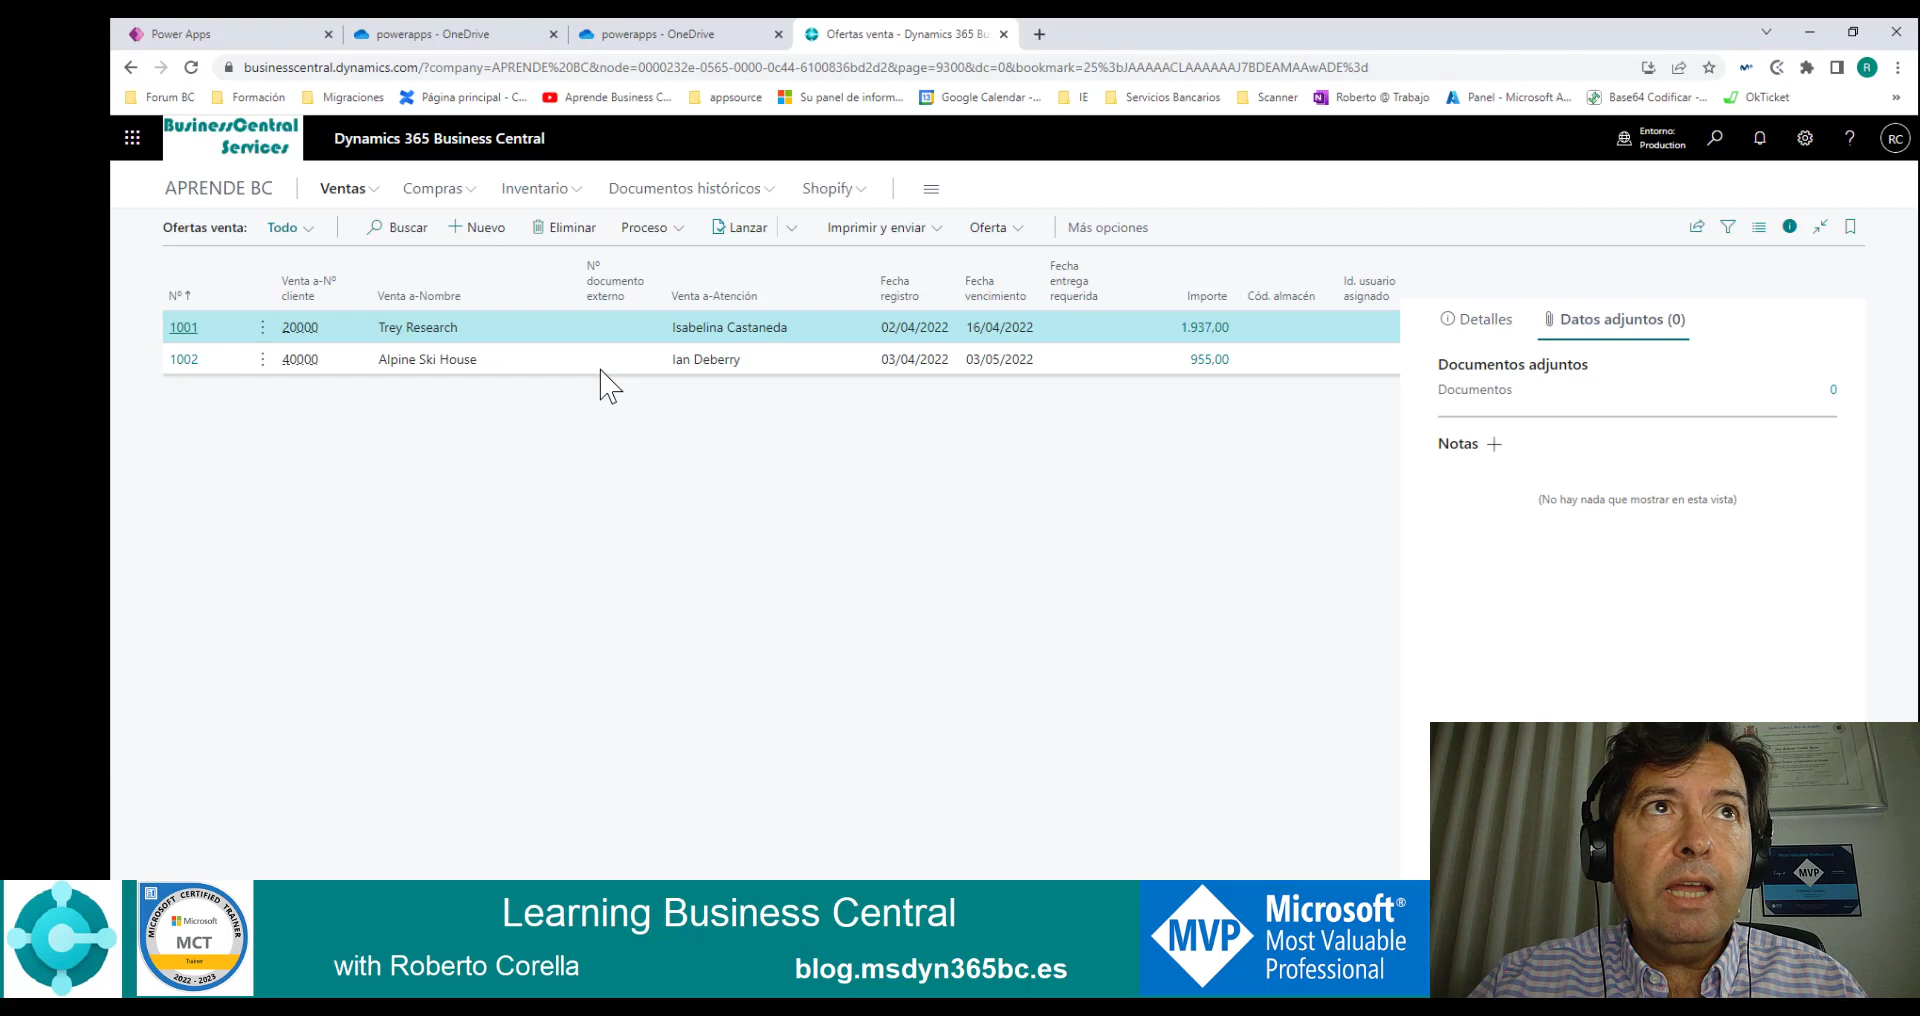 Power Apps
powerapps - OneDrive
powerapps - OneDrive
Ofertas venta - Dynamics 365 Bu
businesscentral.dynamics.com/?company=APRENDE%20BC&node=0000232e-0565-0000-0c44-6100836bd2d2&page=9300&dc=0&bookmark=25%3bJAAAAACLAAAAAAJ7BDEAMAAwADE%3d
R
Forum BC
Formación
Migraciones
Página principal - C...
Aprende Business C...
appsource
Su panel de inform...
Google Calendar -...
IE
Servicios Bancarios
Scanner
Roberto @ Trabajo
Panel - Microsoft A...
Base64 Codificar -...
OkTicket
»
BusinessCentral
Services
Dynamics 365 Business Central
Entorno:
Production
RC
APRENDE BC
Ventas
Compras
Inventario
Documentos históricos
Shopify
Ofertas venta:
Todo
Buscar
Nuevo
Eliminar
Proceso
Lanzar
Imprimir y enviar
Oferta
Más opciones
Nº ↑
Venta a-Nº
cliente
Venta a-Nombre
Nº
documento
externo
Venta a-Atención
Fecha
registro
Fecha
vencimiento
Fecha
entrega
requerida
Importe
Cód. almacén
Id. usuario
asignado
1001 20000 Trey Research Isabelina Castaneda 02/04/2022 16/04/2022 1.937,00
1002 40000 Alpine Ski House Ian Deberry 03/04/2022 03/05/2022 955,00
Detalles
Datos adjuntos (0)
Documentos adjuntos
Documentos 0
Notas
(No hay nada que mostrar en esta vista)
MICROSOFT CERTIFIED TRAINER
Microsoft
MCT
Trainer
2022 - 2023
Learning Business Central
with Roberto Corella
blog.msdyn365bc.es
MVP
Microsoft®
Most Valuable
Professional
MVP